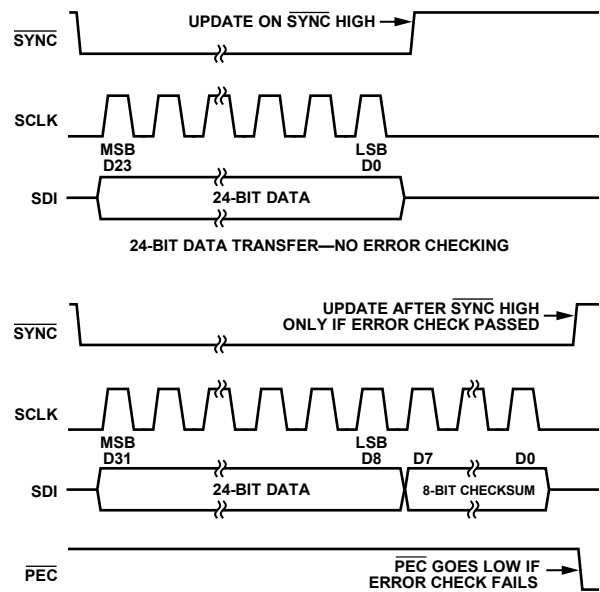 UPDATE ON SYNC HIGH
SYNC
SCLK
MSB
D23
LSB
D0
SDI
24-BIT DATA
24-BIT DATA TRANSFER—NO ERROR CHECKING
UPDATE AFTER SYNC HIGH
ONLY IF ERROR CHECK PASSED
SYNC
SCLK
MSB
D31
LSB
D8
D7
D0
SDI
24-BIT DATA
8-BIT CHECKSUM
PEC GOES LOW IF
ERROR CHECK FAILS
PEC